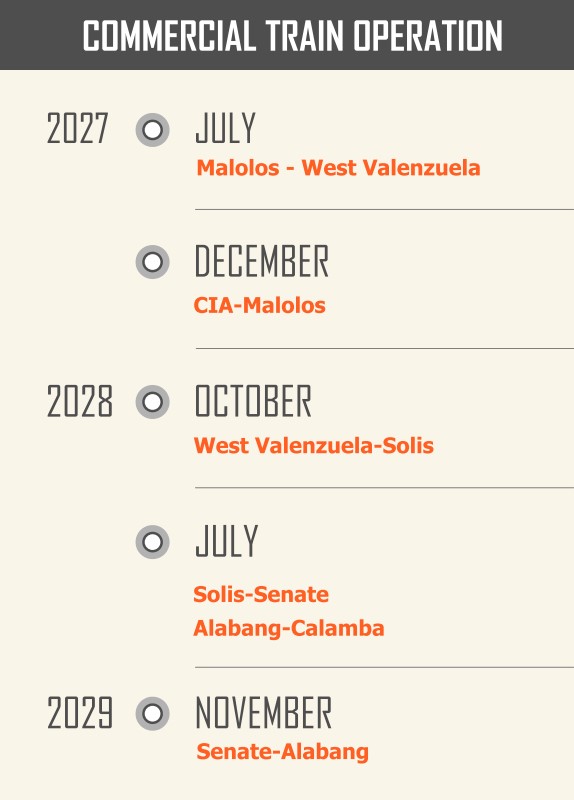 COMMERCIAL TRAIN OPERATION
2027 JULY
Malolos - West Valenzuela
DECEMBER
CIA-Malolos
2028 OCTOBER
West Valenzuela-Solis
JULY
Solis-Senate
Alabang-Calamba
2029 NOVEMBER
Senate-Alabang